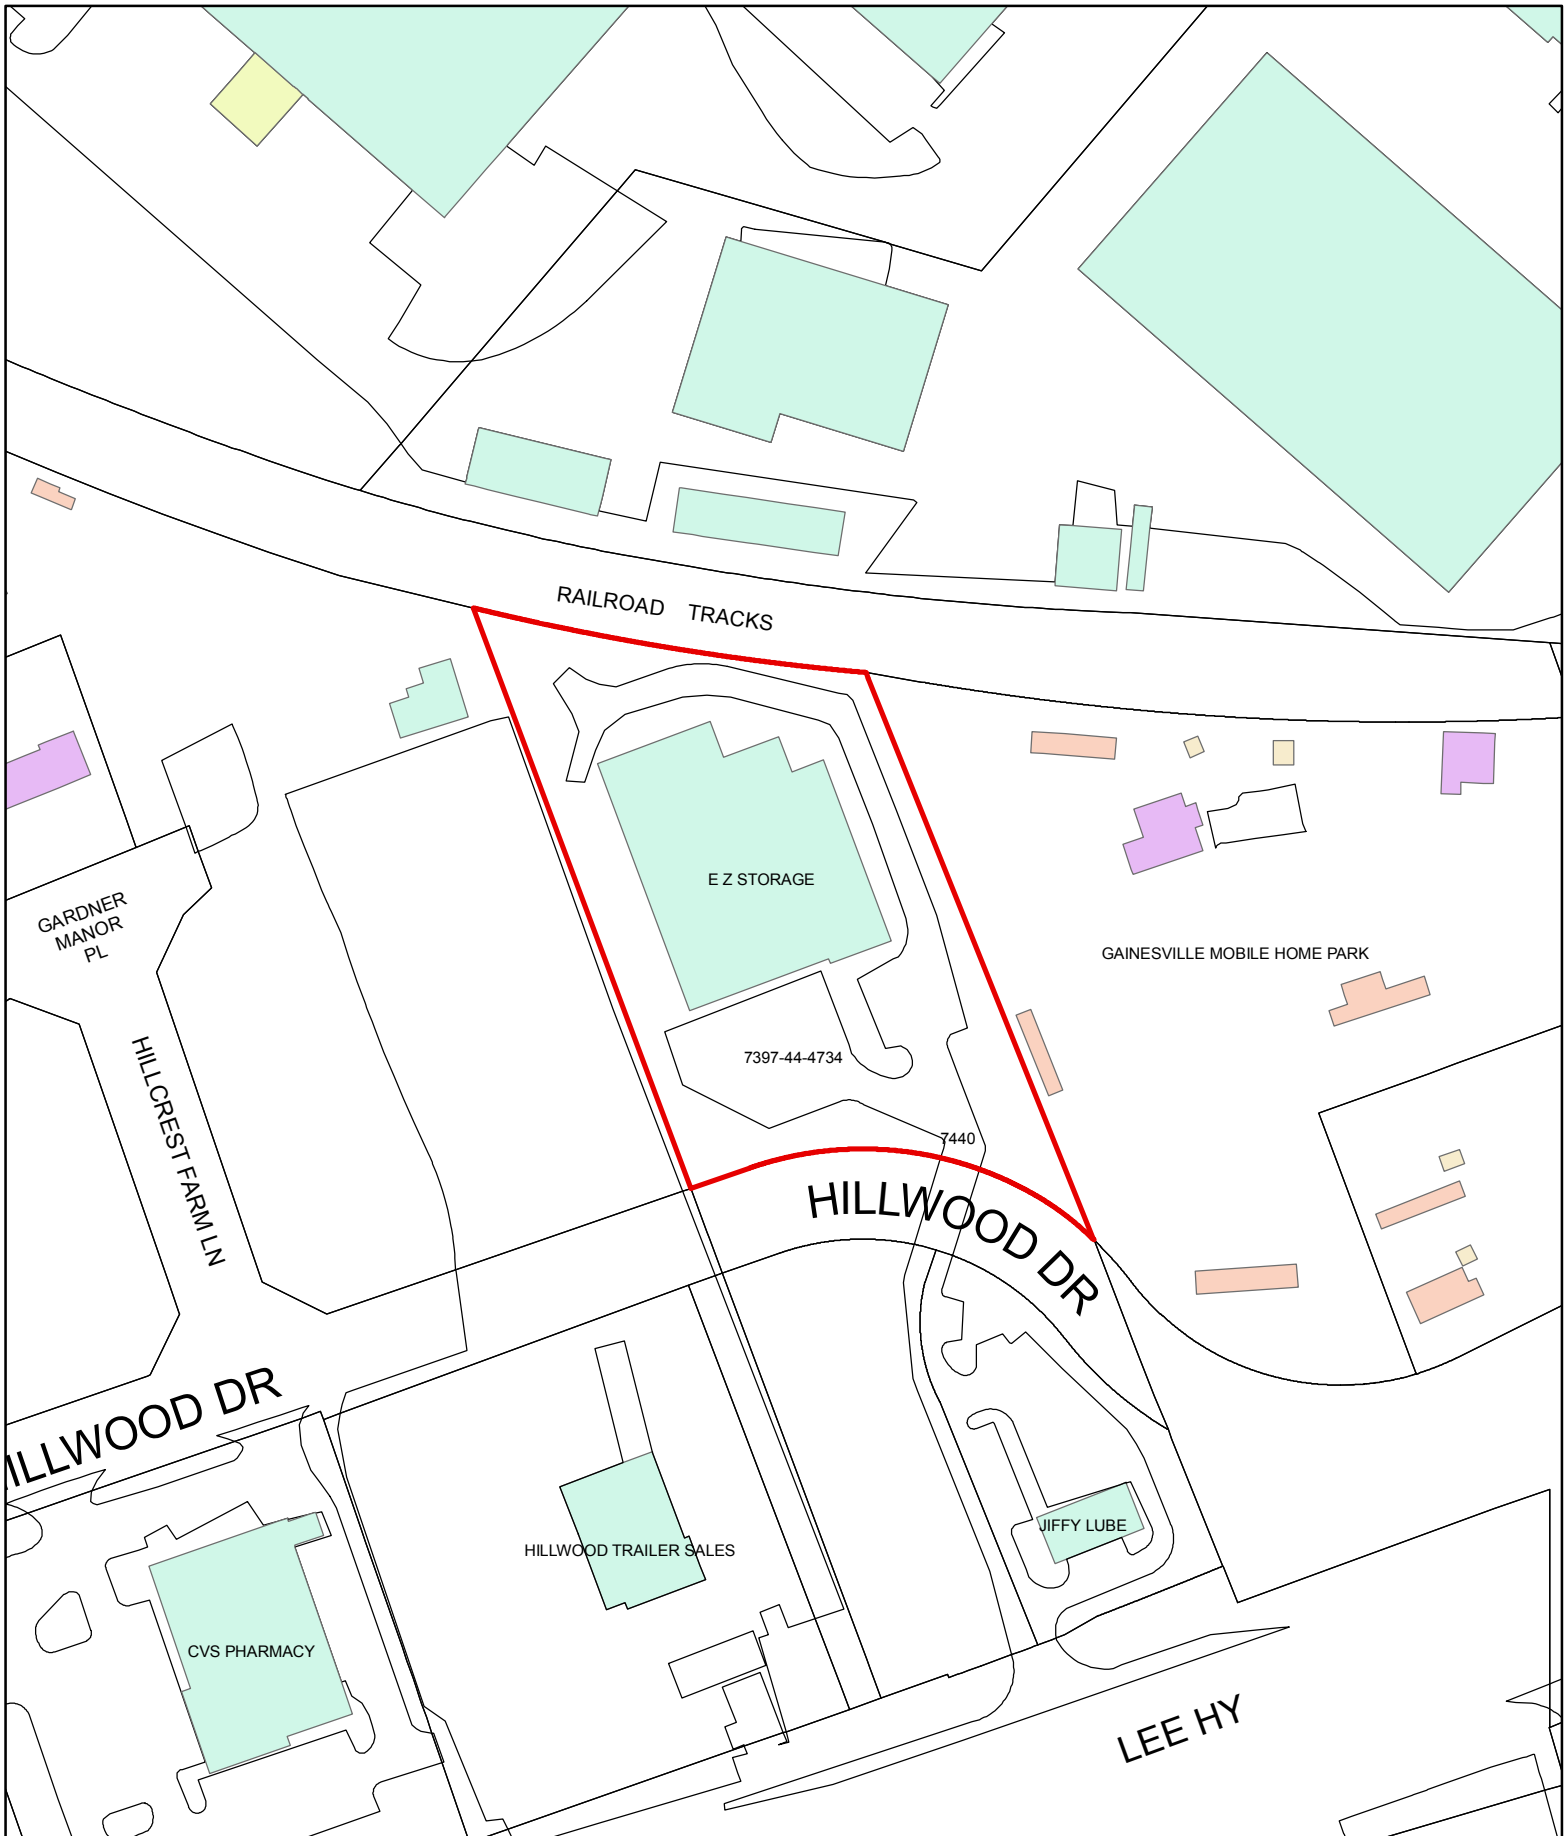 RAILROAD TRACKS
E Z STORAGE
GARDNER
MANOR
PL
GAINESVILLE MOBILE HOME PARK
7397-44-4734
HILLCREST FARM LN
7440
HILLWOOD DR
ILLWOOD DR
JIFFY LUBE
HILLWOOD TRAILER SALES
CVS PHARMACY
LEE HY